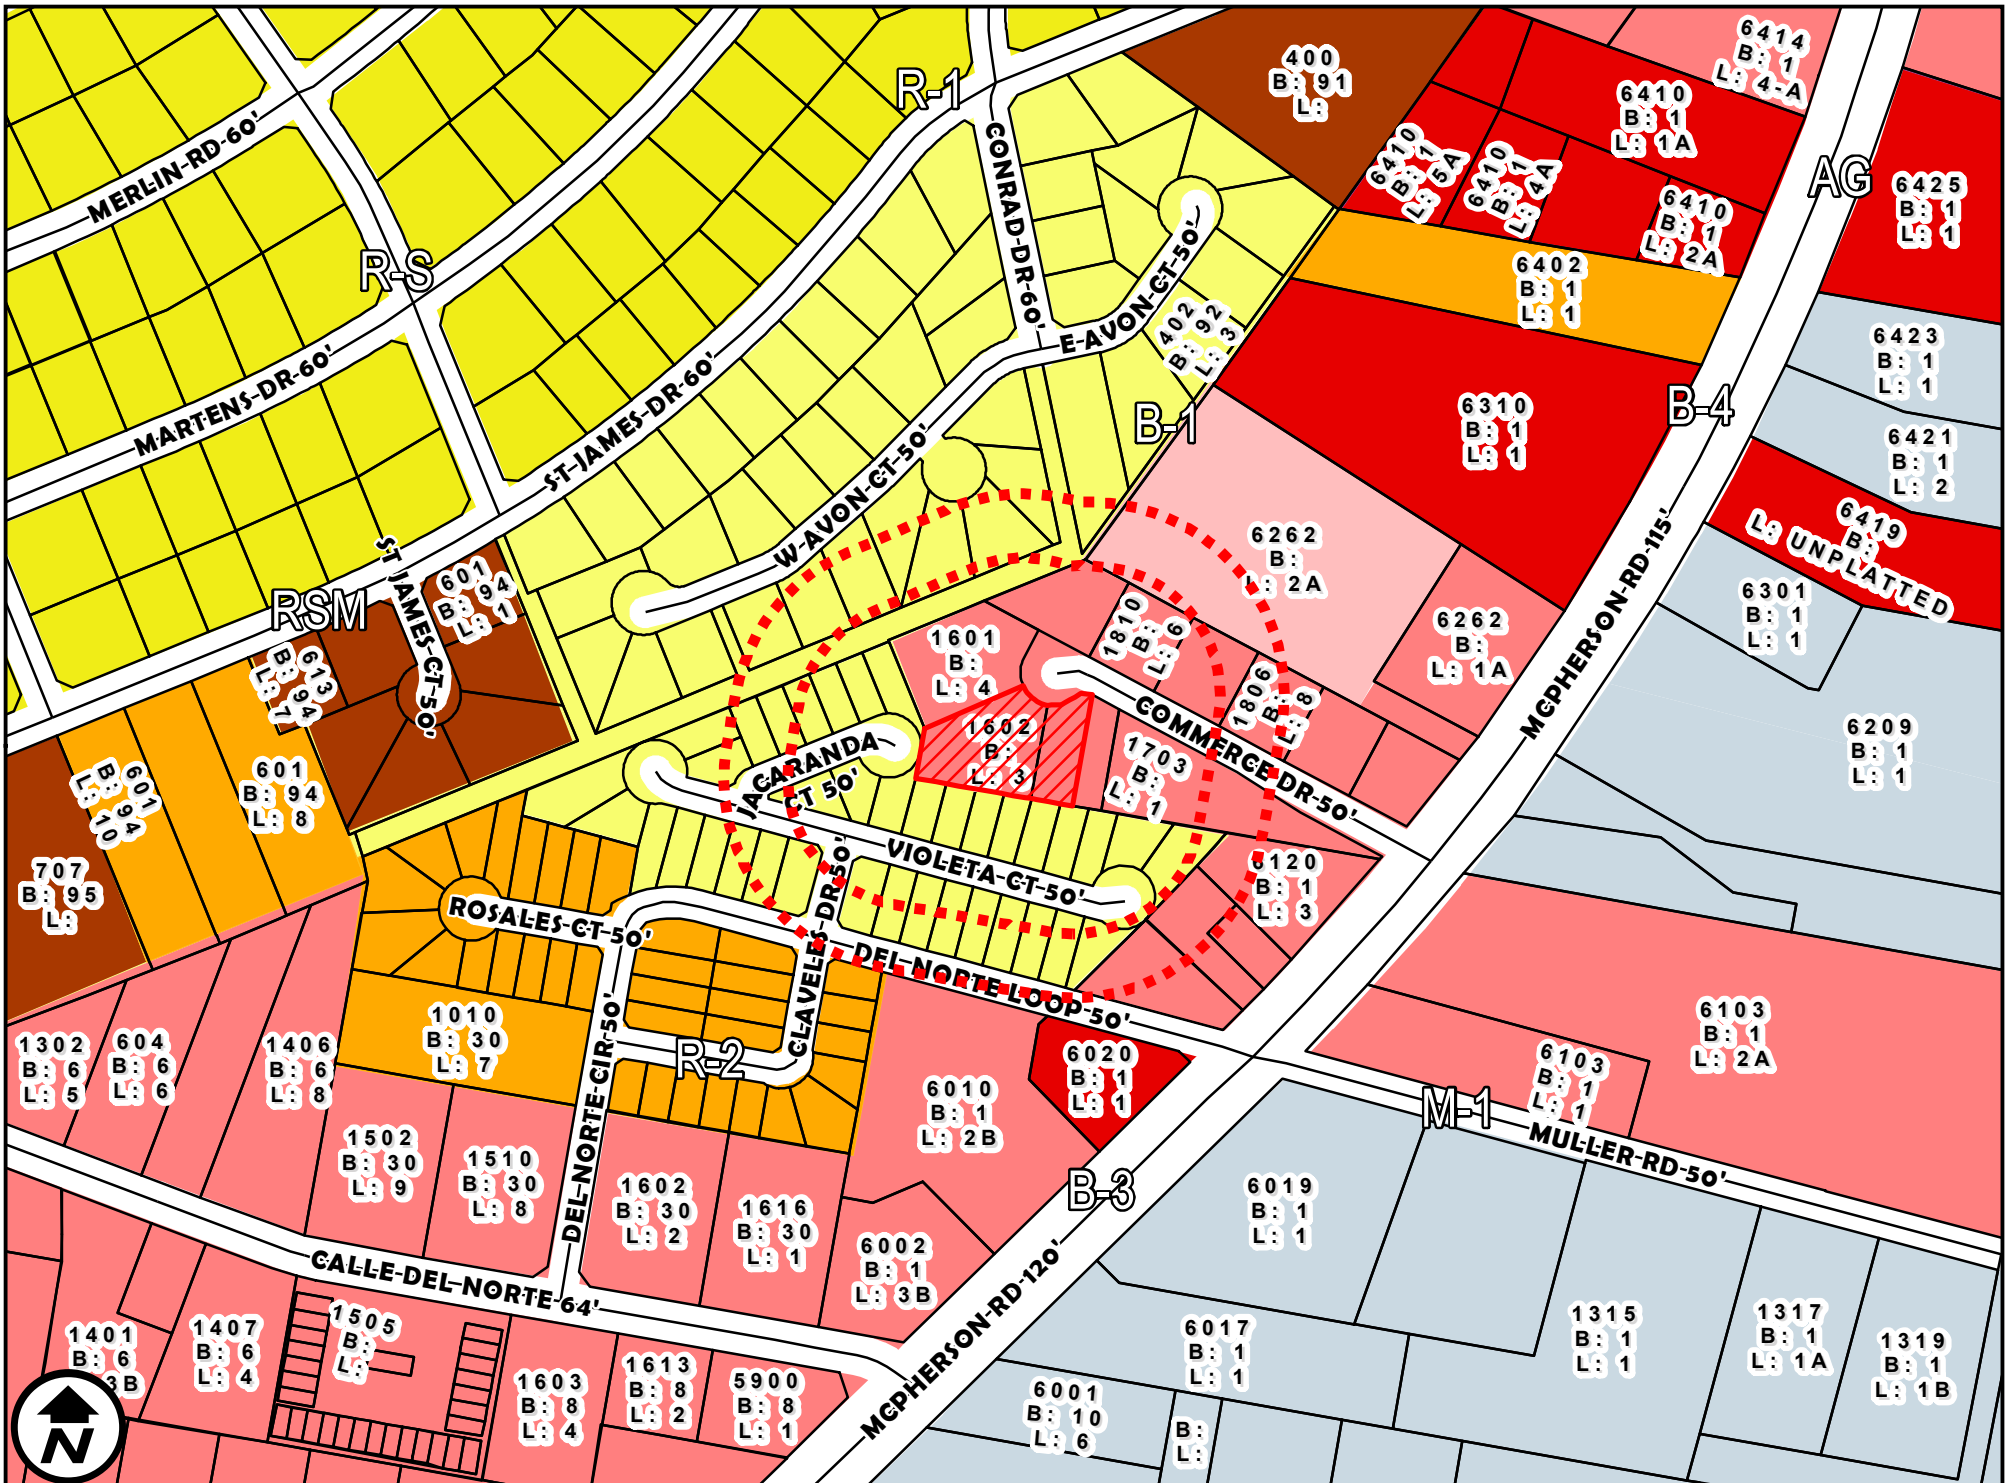 6414
B: 1
L: 4-A
400
B: 91
L:
R-1
6410
B: 1
L: 1A
MERLIN-RD-60'
CONRAD-DR-60'
6410
B: 1
L: 5A
6410
B: 1
L: 4A
AG
6425
B: 1
L: 1
6410
B: 1
L: 2A
R-S
6402
B: 1
L: 1
E-AVON-CT-50'
402
B: 92
L: 3
6423
B: 1
L: 1
MARTENS-DR-60'
ST-JAMES-DR-60'
B-1
6310
B: 1
L: 1
B-4
6421
B: 1
L: 2
W-AVON-CT-50'
6419
B:
L: UNPLATTED
6262
B:
L: 2A
MCPHERSON-RD-115'
ST-JAMES-CT-50'
601
B: 94
L: 1
RSM
613
B: 94
L: 7
1601
B:
L: 4
1810
B:
L: 6
6262
B:
L: 1A
6301
B: 1
L: 1
1806
B:
L: 8
COMMERCE-DR-50'
1602
B:
L: 3
1703
B:
L: 1
6209
B: 1
L: 1
JACARANDA
CT 50'
601
B: 94
L: 10
601
B: 94
L: 8
707
B: 95
L:
VIOLETA-CT-50'
6120
B: 1
L: 3
ROSALES-CT-50'
CLAVELES-DR-50'
DEL-NORTE LOOP-50'
1010
B: 30
L: 7
R-2
DEL-NORTE-CIR-50'
1302
B: 6
L: 5
604
B: 6
L: 6
1406
B: 6
L: 8
6010
B: 1
L: 2B
6020
B: 1
L: 1
6103
B: 1
L: 2A
6103
B: 1
L: 1
M-1
MULLER-RD-50'
1502
B: 30
L: 9
1510
B: 30
L: 8
1602
B: 30
L: 2
1616
B: 30
L: 1
B-3
6019
B: 1
L: 1
6002
B: 1
L: 3B
CALLE-DEL-NORTE-64'
MCPHERSON-RD-120'
1401
B: 6
3B
1407
B: 6
L: 4
1505
B:
L:
1603
B: 8
L: 4
1613
B: 8
L: 2
5900
B: 8
L: 1
6017
B: 1
L: 1
6001
B: 10
L: 6
B:
L:
1315
B: 1
L: 1
1317
B: 1
L: 1A
1319
B: 1
L: 1B
N